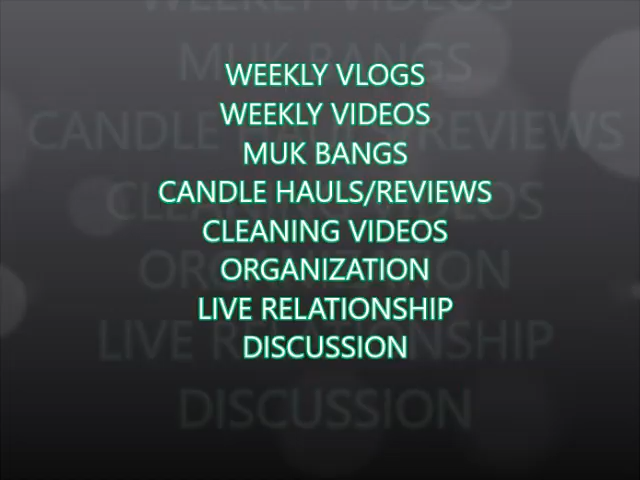 WEEKLY VLOGS
WEEKLY VIDEOS
MUK BANGS
CANDLE HAULS/REVIEWS
CLEANING VIDEOS
ORGANIZATION
LIVE RELATIONSHIP
DISCUSSION